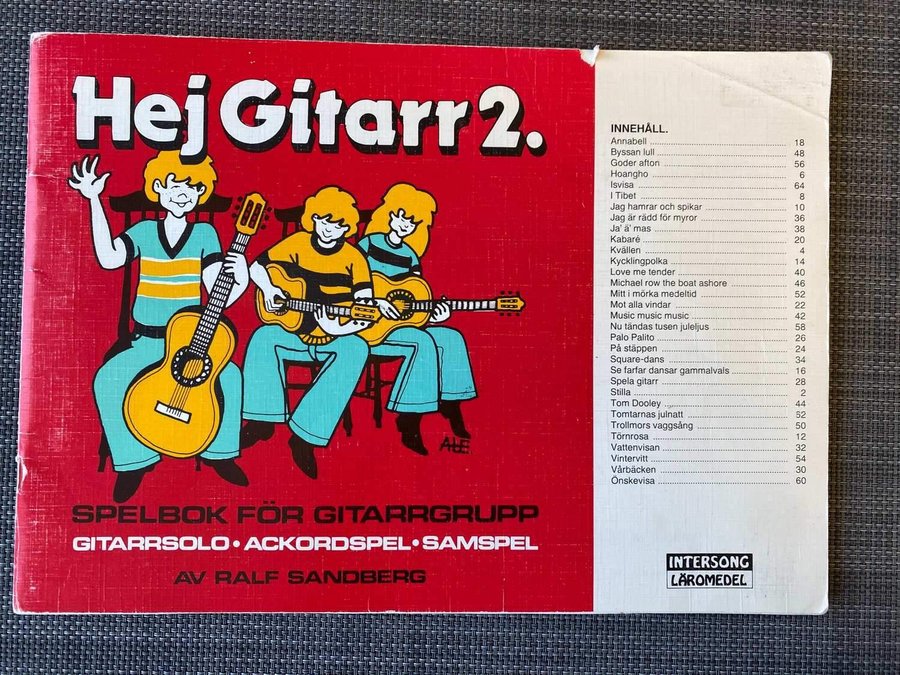 Hej Gitarr 2.
SPELBOK FÖR GITARRGRUPP
GITARRSOLO • ACKORDSPEL • SAMSPEL
AV RALF SANDBERG
ALE
INNEHÅLL.
Annabell 18
Byssan lull 48
Goder afton 56
Hoangho 6
Isvisa 64
I Tibet 8
Jag hamrar och spikar 10
Jag är rädd för myror 36
Ja' ä' mas 38
Kabaré 20
Kvällen 4
Kycklingpolka 14
Love me tender 40
Michael row the boat ashore 46
Mitt i mörka medeltid 52
Mot alla vindar 22
Music music music 42
Nu tändas tusen juleljus 58
Palo Palito 26
På stäppen 24
Square-dans 34
Se farfar dansar gammalvals 16
Spela gitarr 28
Stilla 2
Tom Dooley 44
Tomtarnas julnatt 52
Trollmors vaggsång 50
Törnrosa 12
Vattenvisan 32
Vintervitt 54
Vårbäcken 30
Önskevisa 60
INTERSONG
LÄROMEDEL